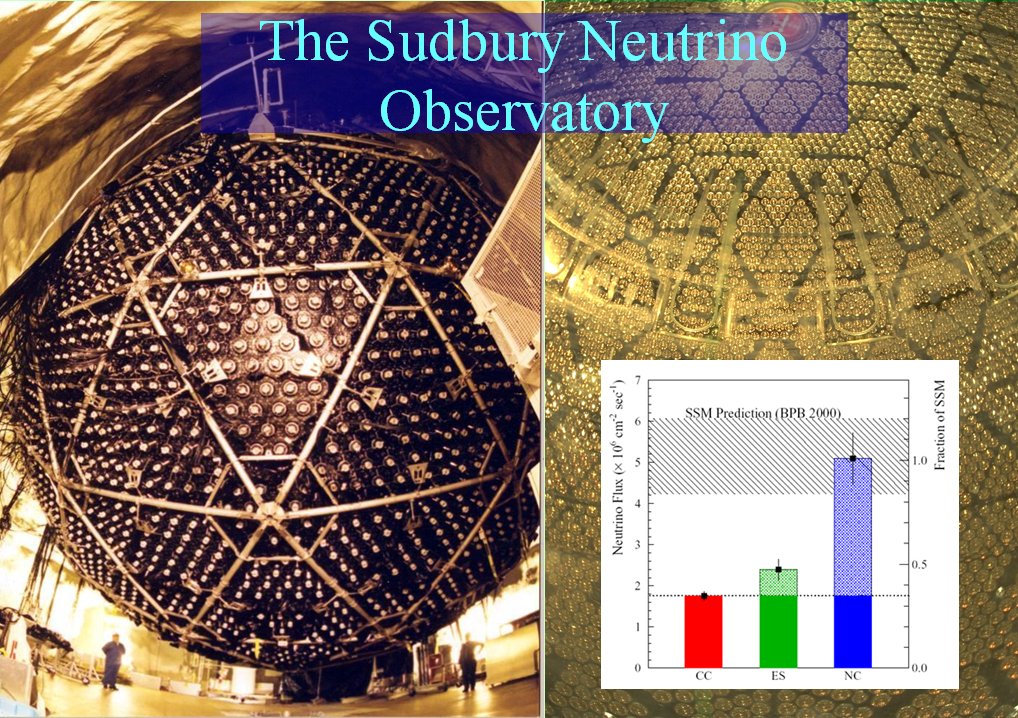 The Sudbury Neutrino
Observatory
SSM Prediction (BPB 2000)
Neutrino Flux (× 10⁶ cm⁻² sec⁻¹)
7
6
5
4
3
2
1
0
Fraction of SSM
1.0
0.5
0.0
CC
ES
NC